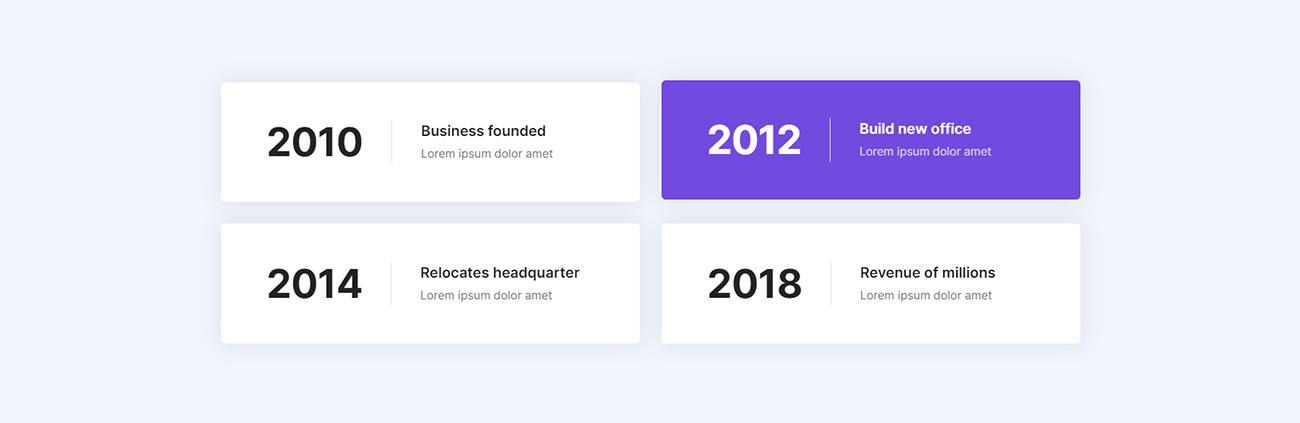 2010
Business founded
Lorem ipsum dolor amet
2012
Build new office
Lorem ipsum dolor amet
2014
Relocates headquarter
Lorem ipsum dolor amet
2018
Revenue of millions
Lorem ipsum dolor amet